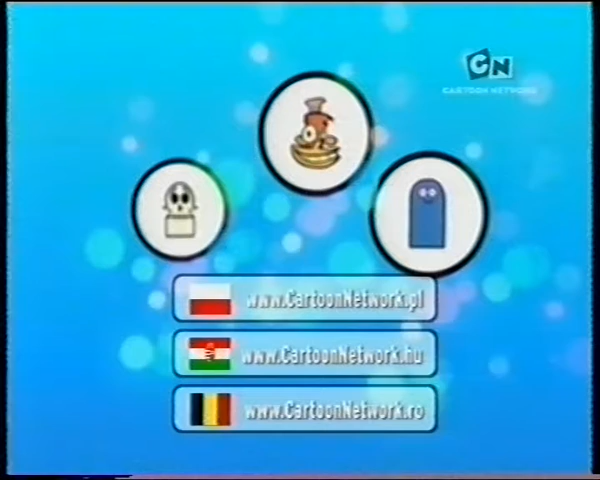 CN
CARTOON NETWORK
www.CartoonNetwork.pl
www.CartoonNetwork.hu
www.CartoonNetwork.ro